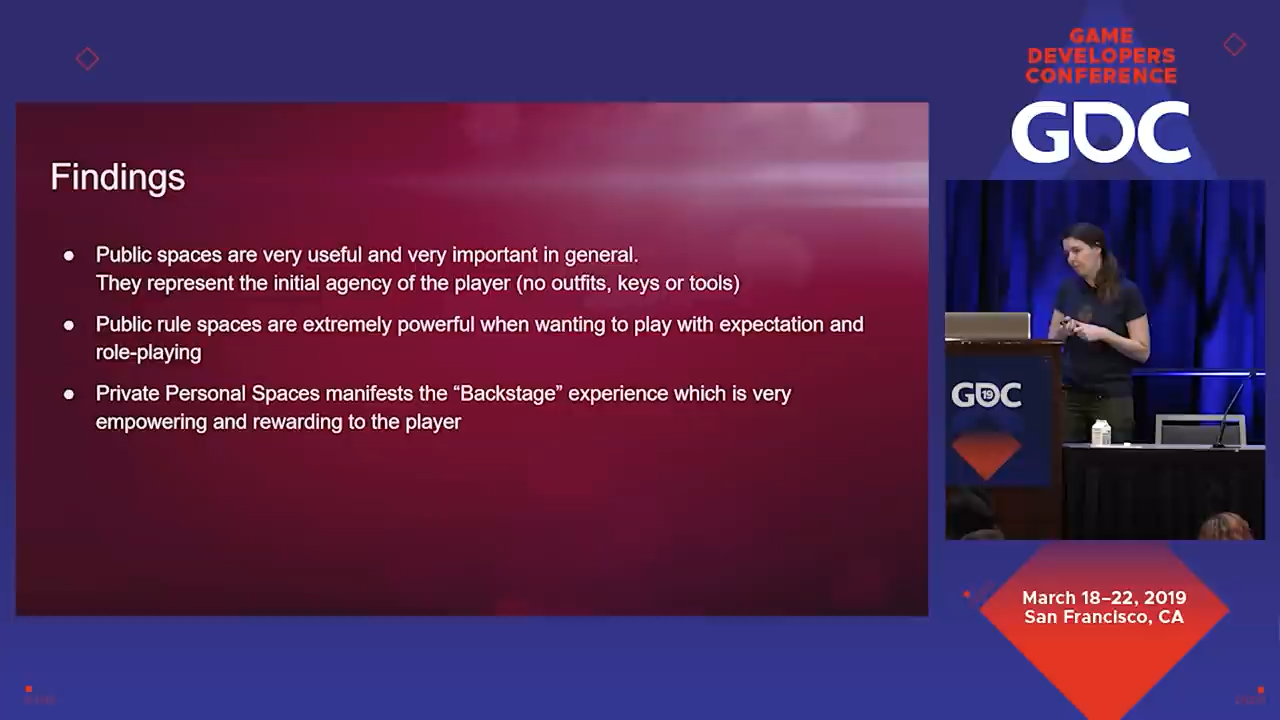 GAME
DEVELOPERS
CONFERENCE
GDC
Findings
● Public spaces are very useful and very important in general.
They represent the initial agency of the player (no outfits, keys or tools)
● Public rule spaces are extremely powerful when wanting to play with expectation and
role-playing
● Private Personal Spaces manifests the “Backstage” experience which is very
empowering and rewarding to the player
GDC
19
March 18–22, 2019
San Francisco, CA